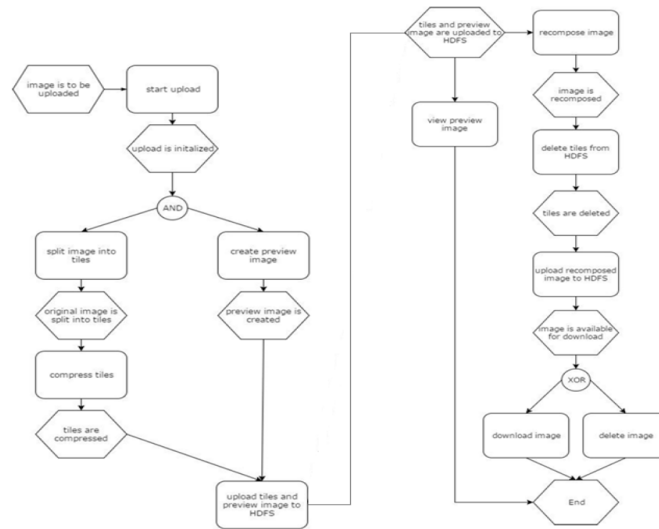 image is to be
uploaded
start upload
upload is initalized
AND
split image into
tiles
create preview
image
original image is
split into tiles
preview image is
created
compress tiles
tiles are
compressed
upload tiles and
preview image to
HDFS
tiles and preview
image are uploaded to
HDFS
recompose image
view preview
image
image is
recomposed
delete tiles from
HDFS
tiles are deleted
upload recomposed
image to HDFS
image is available
for download
XOR
download image
delete image
End